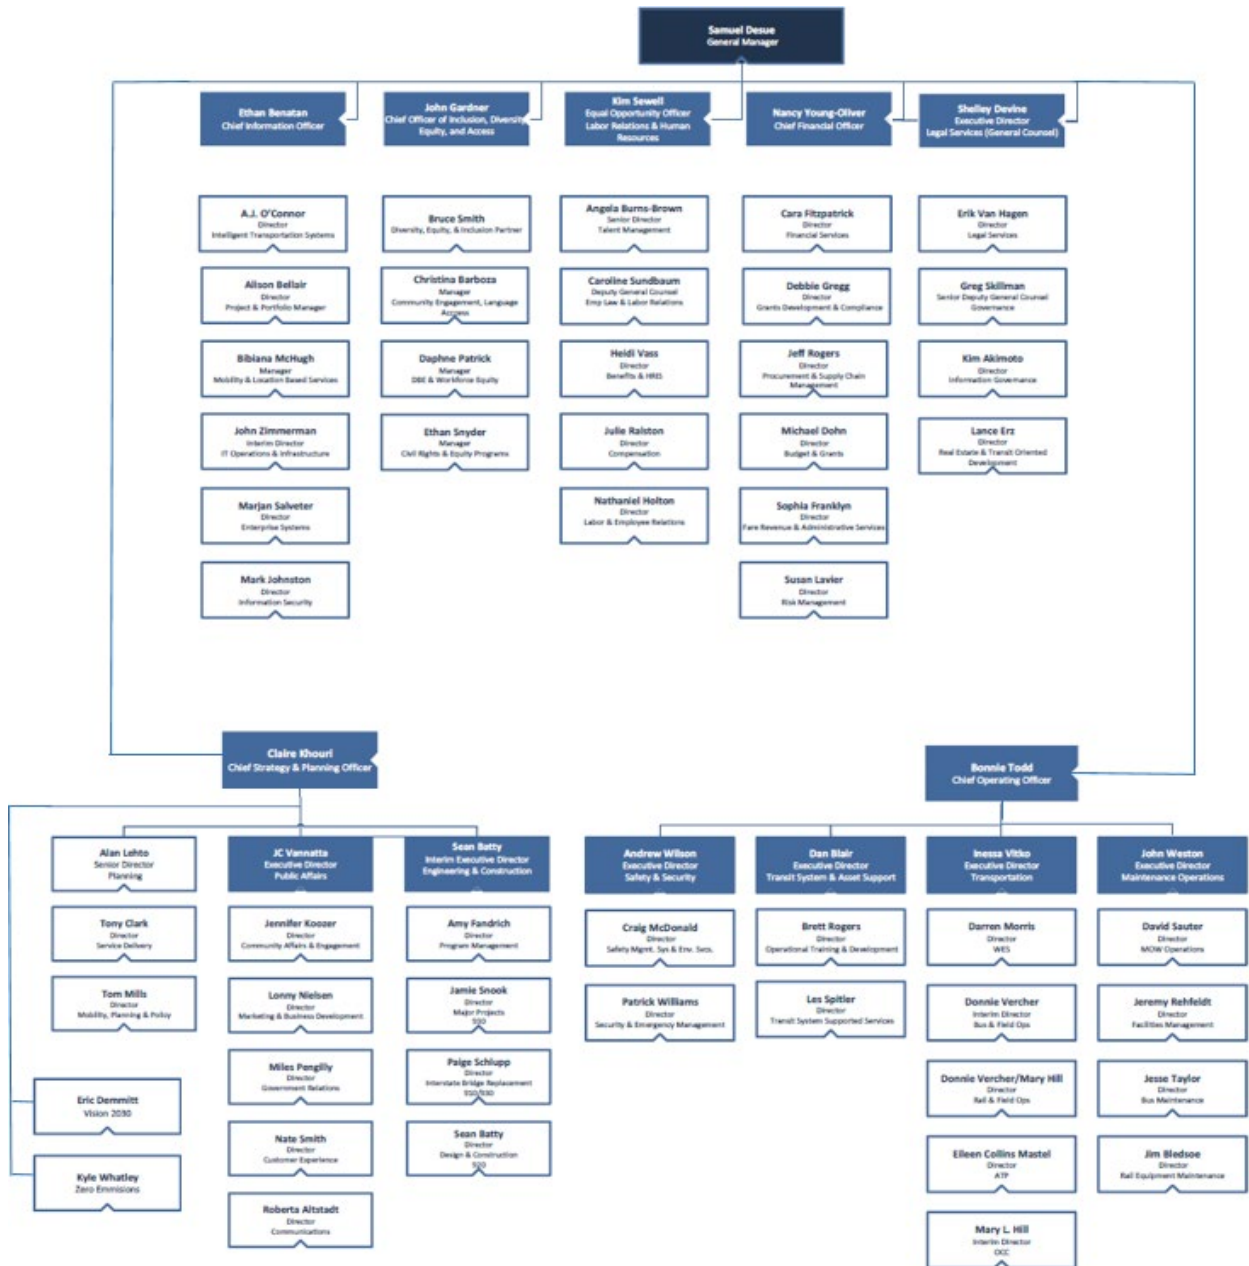 Samuel Desue
General Manager
Ethan Benatan
Chief Information Officer
John Gardner
Chief Officer of Inclusion, Diversity
Equity, and Access
Kim Sewell
Equal Opportunity Officer
Labor Relations & Human
Resources
Nancy Young-Oliver
Chief Financial Officer
Shelley Devine
Executive Director
Legal Services (General Counsel)
A.J. O'Connor
Director
Intelligent Transportation Systems
Alison Bellair
Director
Project & Portfolio Manager
Bibiana McHugh
Manager
Mobility & Location Based Services
John Zimmerman
Interim Director
IT Operations & Infrastructure
Marjan Salveter
Director
Enterprise Systems
Mark Johnston
Director
Information Security
Bruce Smith
Diversity, Equity, & Inclusion Partner
Christina Barboza
Manager
Community Engagement, Language
Access
Daphne Patrick
Manager
DBE & Workforce Equity
Ethan Snyder
Manager
Civil Rights & Equity Programs
Angela Burns-Brown
Senior Director
Talent Management
Caroline Sundbaum
Deputy General Counsel
Emp Law & Labor Relations
Heidi Vass
Director
Benefits & HRIS
Julie Ralston
Director
Compensation
Nathaniel Holton
Director
Labor & Employee Relations
Cara Fitzpatrick
Director
Financial Services
Debbie Gregg
Director
Grants Development & Compliance
Jeff Rogers
Director
Procurement & Supply Chain
Management
Michael Dohn
Director
Budget & Grants
Sophia Franklyn
Director
Fare Revenue & Administrative Services
Susan Lavier
Director
Risk Management
Erik Van Hagen
Director
Legal Services
Greg Skillman
Senior Deputy General Counsel
Governance
Kim Akimoto
Director
Information Governance
Lance Erz
Director
Real Estate & Transit Oriented
Development
Claire Khouri
Chief Strategy & Planning Officer
Alan Lehto
Senior Director
Planning
Tony Clark
Director
Service Delivery
Tom Mills
Director
Mobility, Planning & Policy
Eric Demmitt
Vision 2030
Kyle Whatley
Zero Emmisions
JC Vannatta
Executive Director
Public Affairs
Jennifer Koozer
Director
Community Affairs & Engagement
Lonny Nielsen
Director
Marketing & Business Development
Miles Pengilly
Director
Government Relations
Nate Smith
Director
Customer Experience
Roberta Altstadt
Director
Communications
Sean Batty
Interim Executive Director
Engineering & Construction
Amy Fandrich
Director
Program Management
Jamie Snook
Director
Major Projects
Paige Schlupp
Director
Interstate Bridge Replacement
Sean Batty
Director
Design & Construction
Bonnie Todd
Chief Operating Officer
Andrew Wilson
Executive Director
Safety & Security
Craig McDonald
Director
Safety Mgmt. Sys & Env. Svcs.
Patrick Williams
Director
Security & Emergency Management
Dan Blair
Executive Director
Transit System & Asset Support
Brett Rogers
Director
Operational Training & Development
Les Spitler
Director
Transit System Supported Services
Inessa Vitko
Executive Director
Transportation
Darren Morris
Director
WES
Donnie Vercher
Interim Director
Bus & Field Ops
Donnie Vercher/Mary Hill
Director
Rail & Field Ops
Eileen Collins Mastel
Director
ATP
Mary L. Hill
Interim Director
OCC
John Weston
Executive Director
Maintenance Operations
David Sauter
Director
MOW Operations
Jeremy Rehfeldt
Director
Facilities Management
Jesse Taylor
Director
Bus Maintenance
Jim Bledsoe
Director
Rail Equipment Maintenance